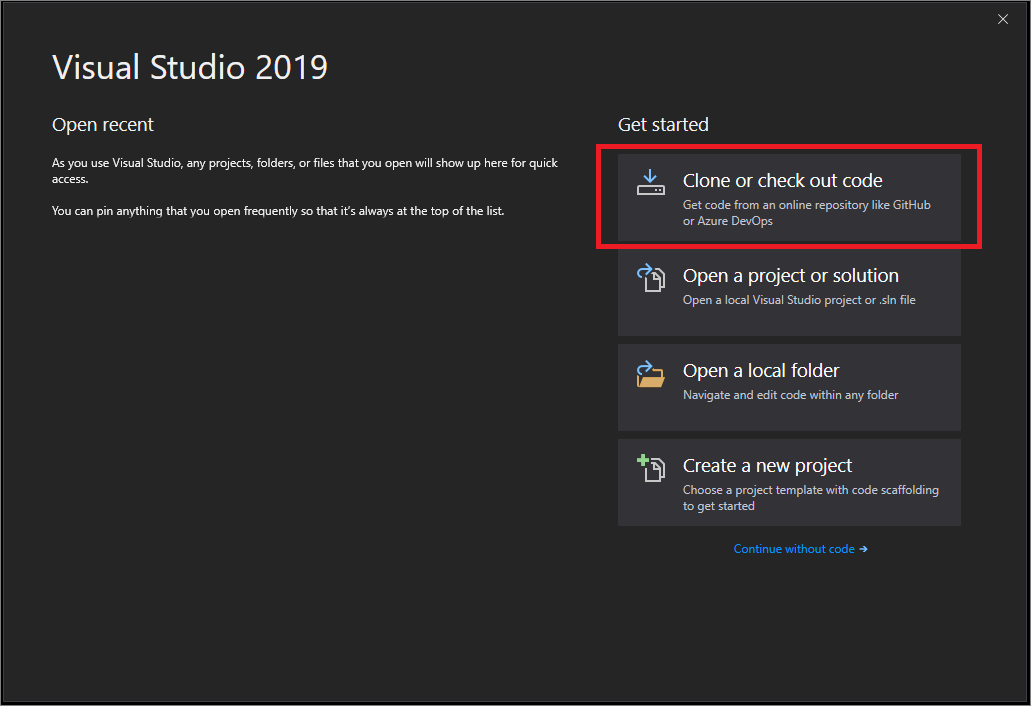 Visual Studio 2019
Open recent
As you use Visual Studio, any projects, folders, or files that you open will show up here for quick
access.
You can pin anything that you open frequently so that it's always at the top of the list.
Get started
Clone or check out code
Get code from an online repository like GitHub
or Azure DevOps
Open a project or solution
Open a local Visual Studio project or .sln file
Open a local folder
Navigate and edit code within any folder
Create a new project
Choose a project template with code scaffolding
to get started
Continue without code →